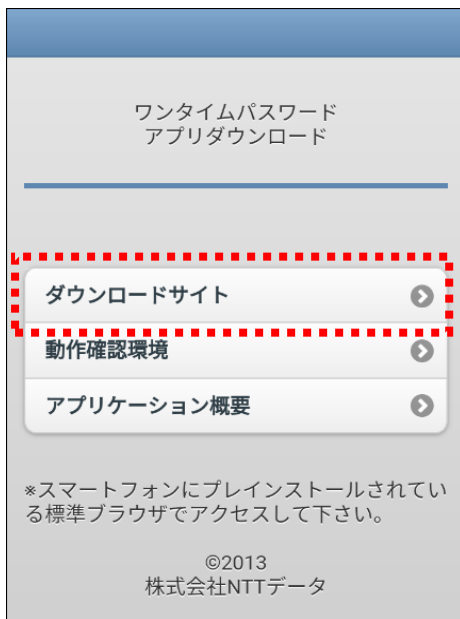 ワンタイムパスワード
アプリダウンロード
ダウンロードサイト
動作確認環境
アプリケーション概要
※スマートフォンにプレインストールされてい
る標準ブラウザでアクセスして下さい。
©2013
株式会社NTTデータ